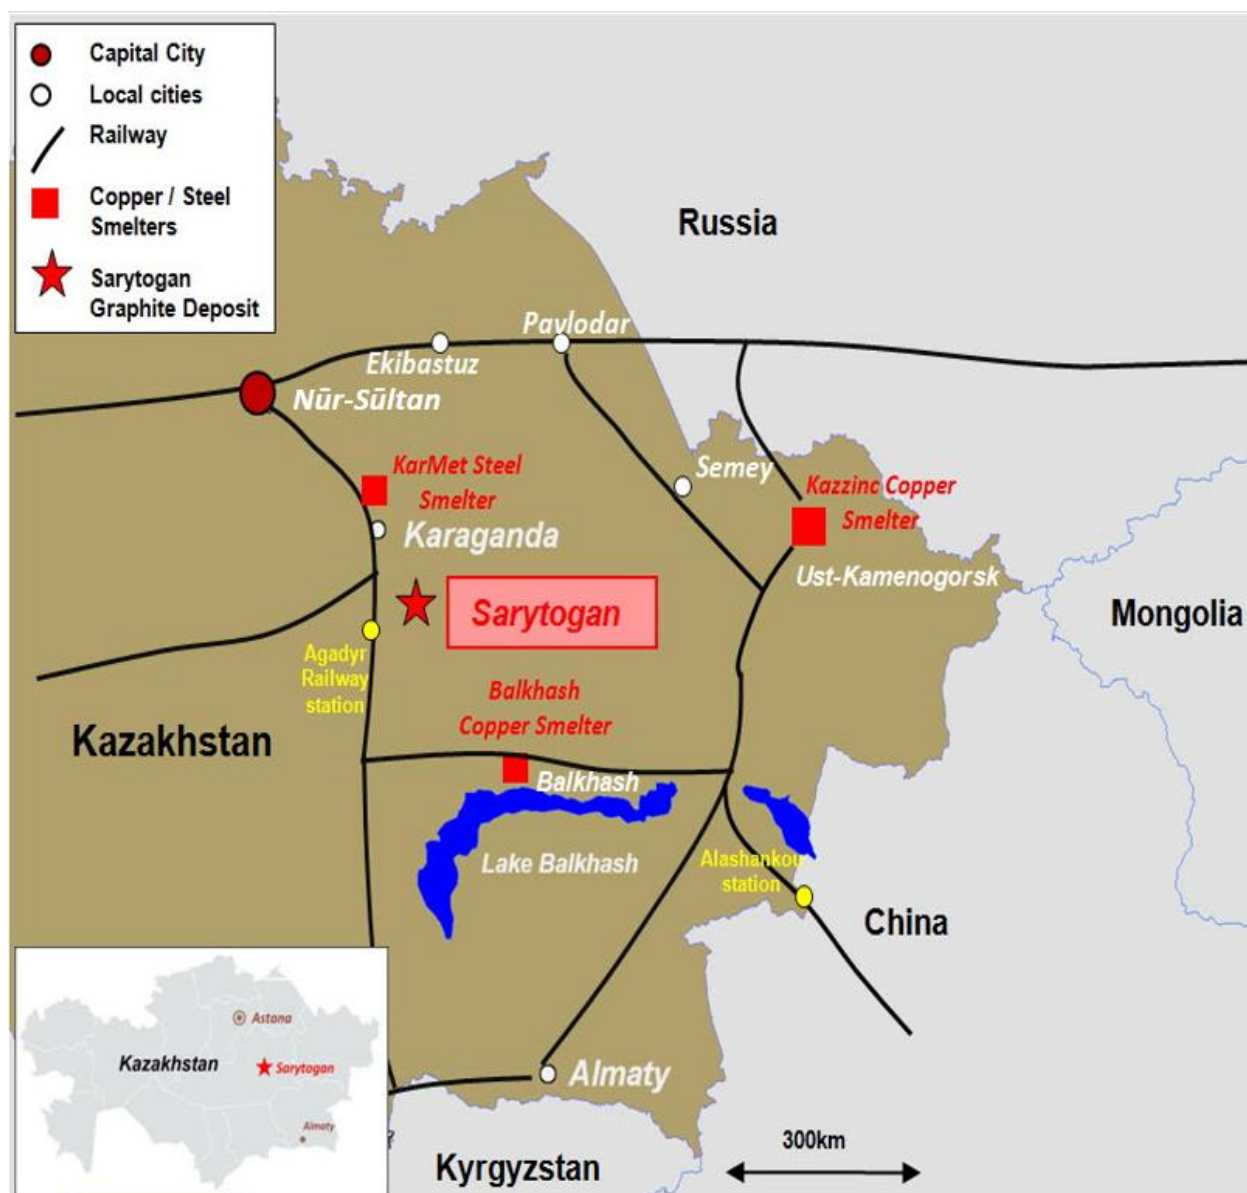 Capital City
Local cities
Railway
Copper / Steel
Smelters
Sarytogan
Graphite Deposit
Russia
Pavlodar
Ekibastuz
Nūr-Sūltan
KarMet Steel
Smelter
Semey
Kazzinc Copper
Smelter
Karaganda
Ust-Kamenogorsk
Sarytogan
Mongolia
Agadyr
Railway
station
Balkhash
Copper Smelter
Kazakhstan
Balkhash
Lake Balkhash
Alashankou
station
China
Astana
Kazakhstan
Sarytogan
Almaty
Almaty
Kyrgyzstan
300km